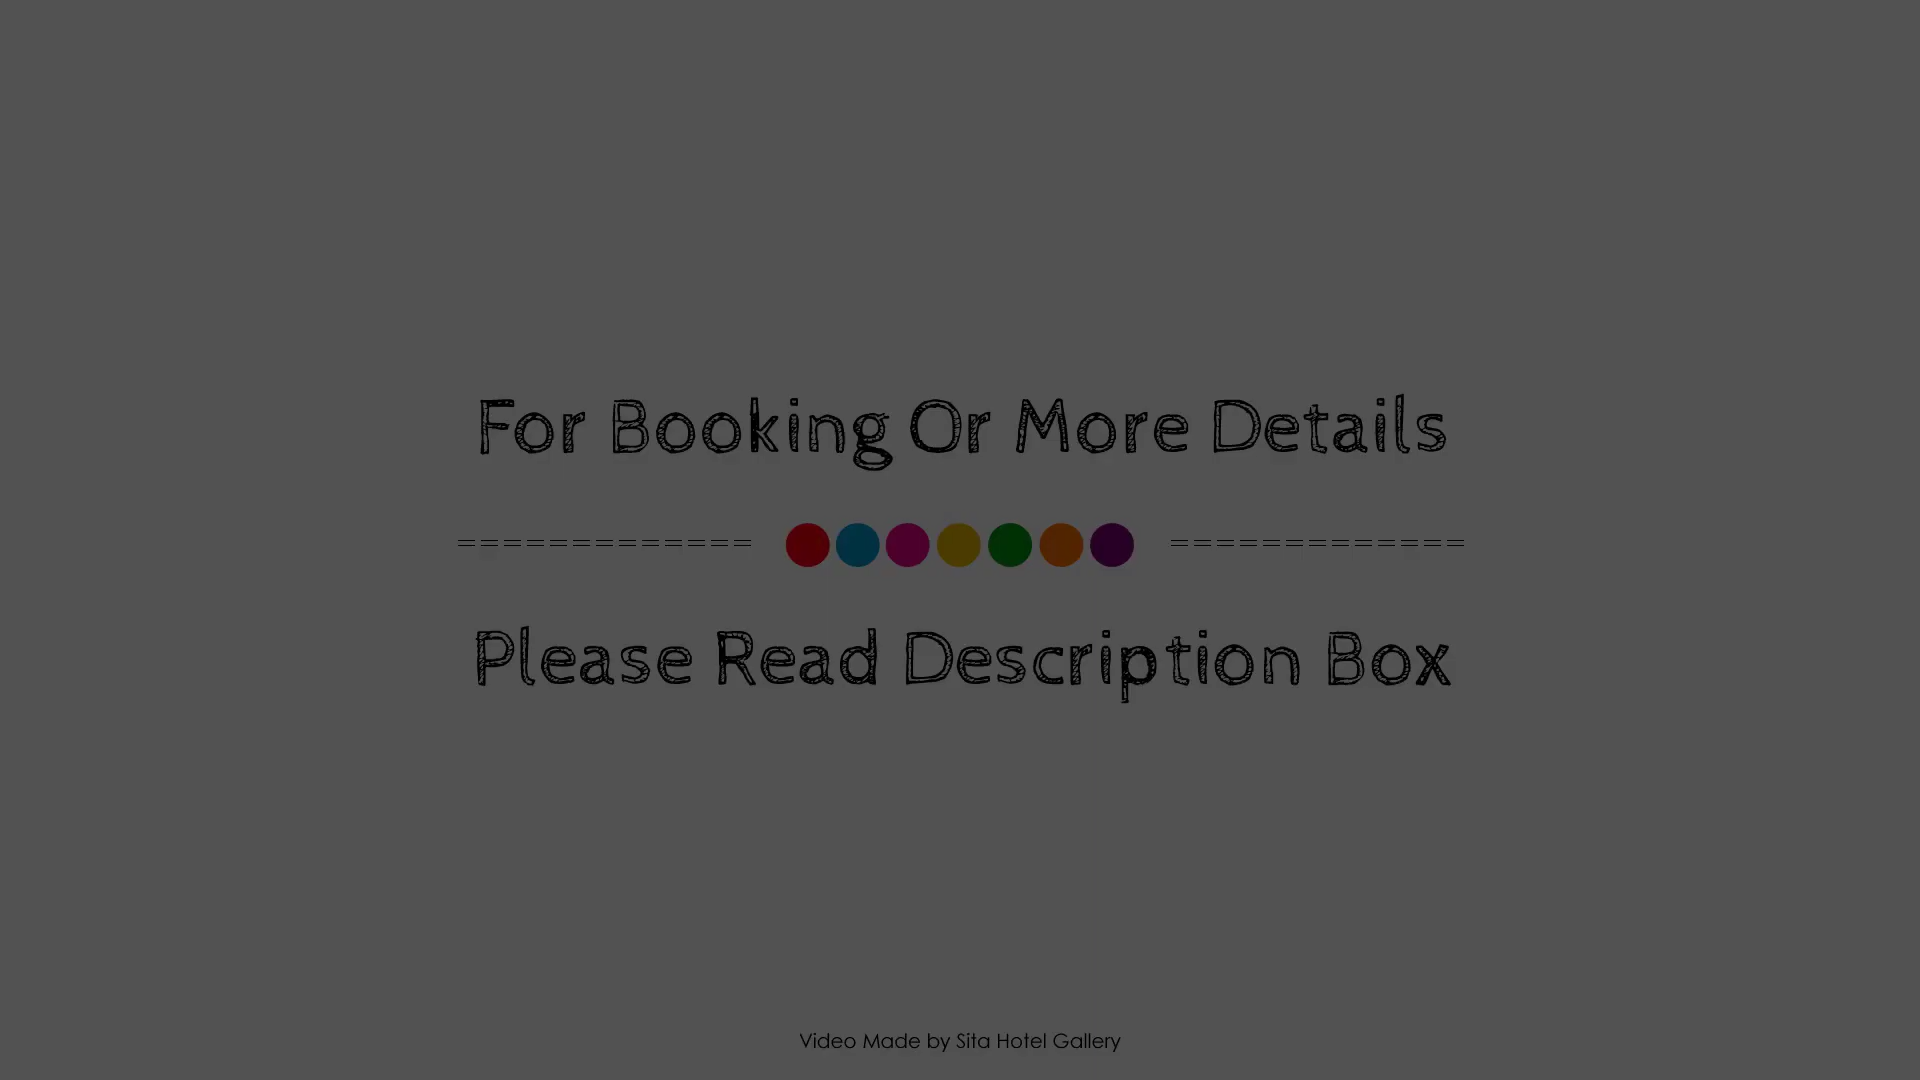 For Booking Or More Details
============= =============
Please Read Description Box
Video Made by Sita Hotel Gallery